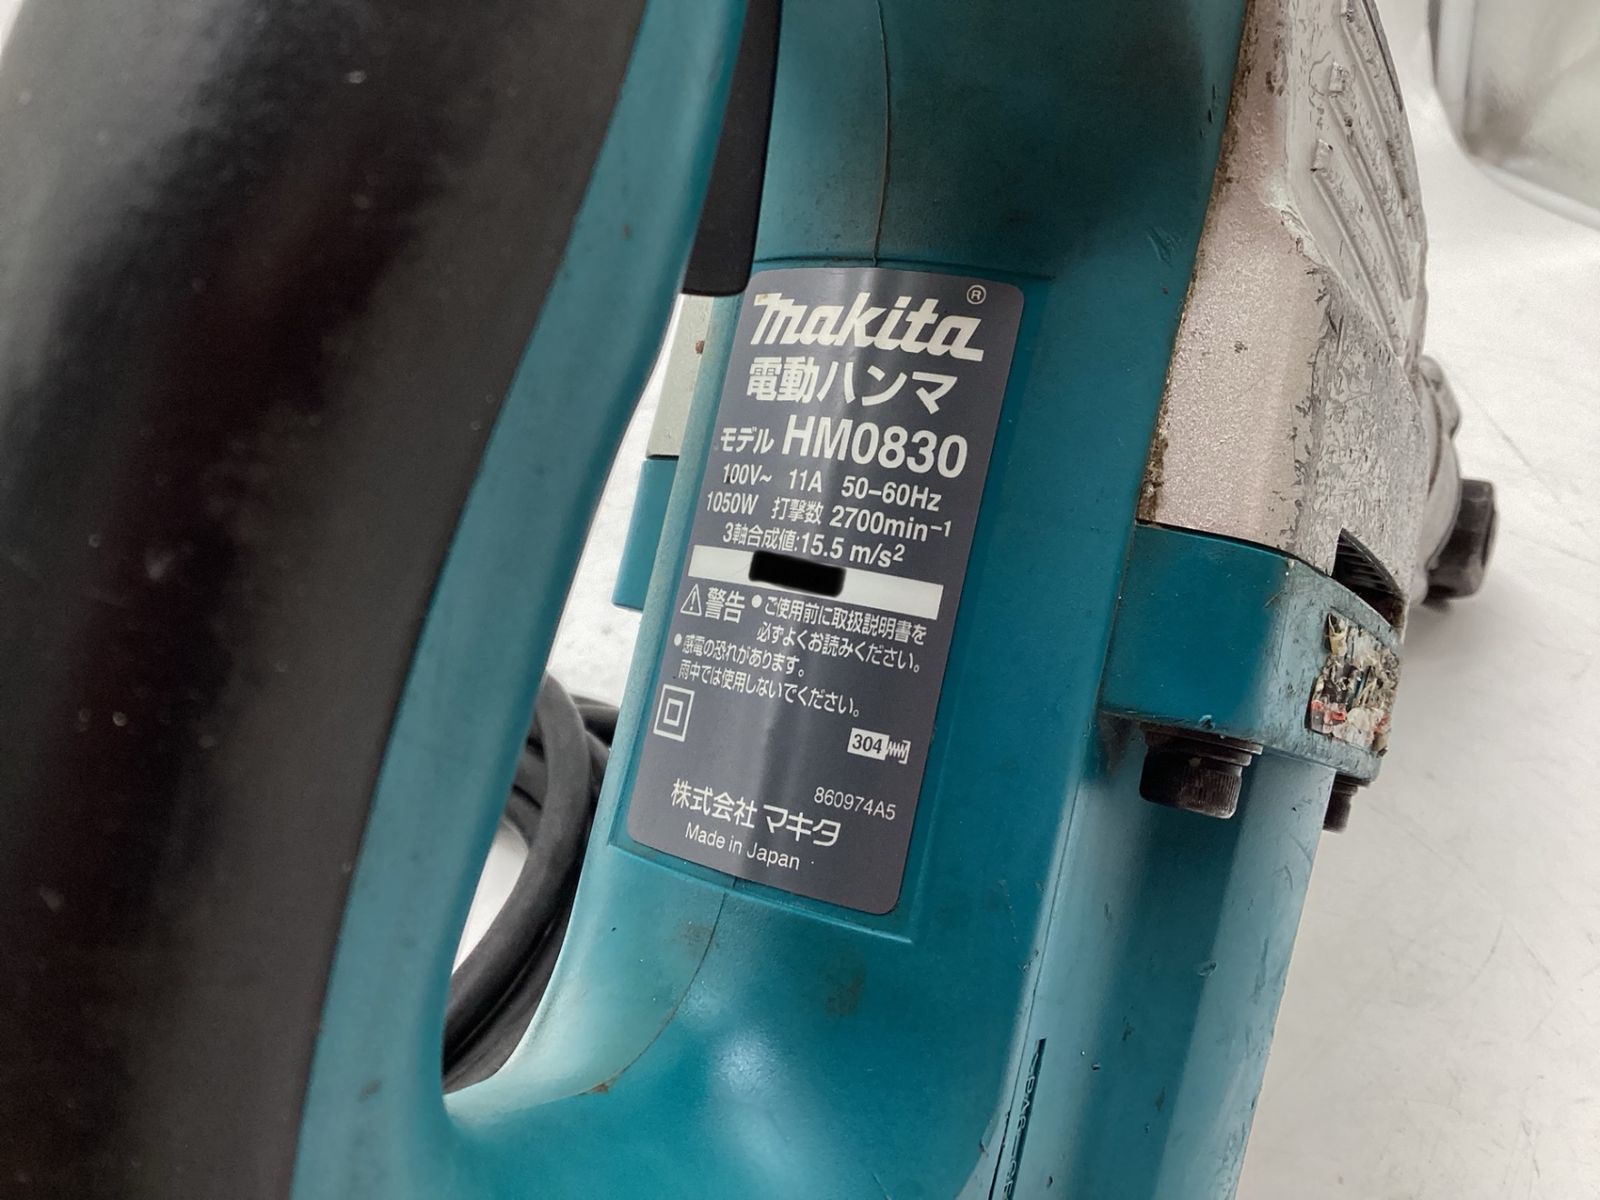 makita®
電動ハンマ
モデル HM0830
100V~ 11A 50-60Hz
1050W 打撃数 2700min⁻¹
3軸合成値:15.5 m/s²
警告 ●ご使用前に取扱説明書を
必ずよくお読みください。
●感電の恐れがあります。
雨中では使用しないでください。
304
860974A5
株式会社 マキタ
Made in Japan